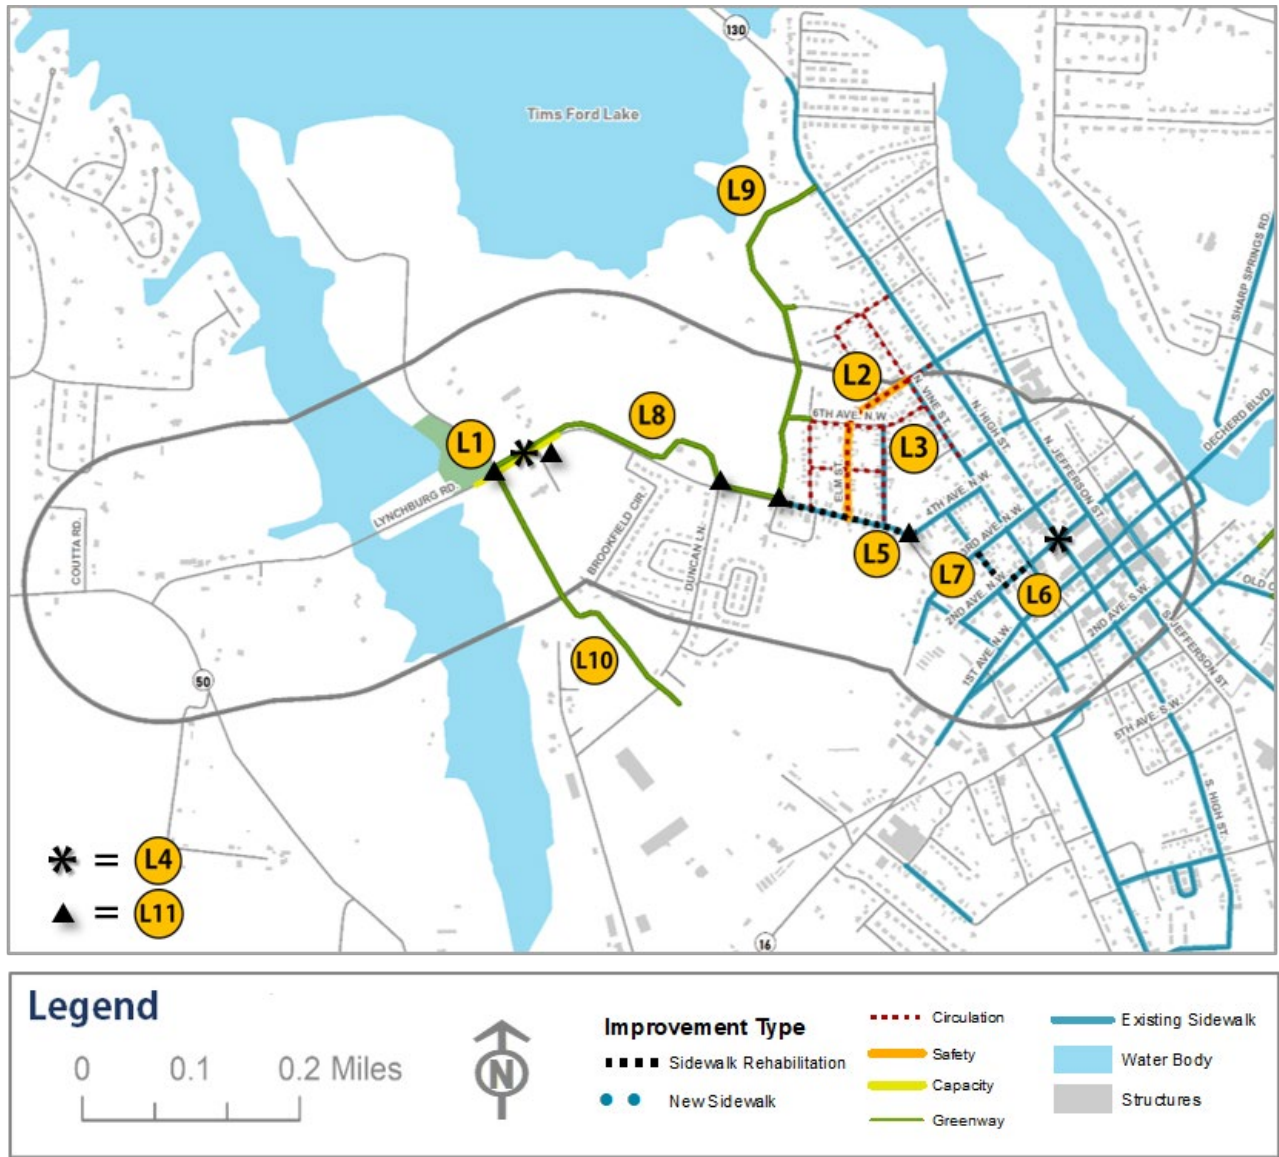 130
Tims Ford Lake
L9
SHARP SPRINGS RD.
L2
N. VINE ST.
DECHERD BLVD.
L8
6TH AVE. N.W.
N. HIGH ST.
L1
L3
N. JEFFERSON ST.
ELM ST.
4TH AVE. N.W.
LYNCHBURG RD.
BROOKFIELD CIR.
3RD AVE. N.W.
COUTTA RD.
DUNCAN LN.
L5
L7
L6
2ND AVE. N.W.
2ND AVE. S.W.
OLD
S. JEFFERSON ST.
1ST AVE. N.W.
L10
50
5TH AVE. S.W.
S. HIGH ST.
* = L4
▲ = L11
16
Legend
0 0.1 0.2 Miles
N
Improvement Type
Sidewalk Rehabilitation
New Sidewalk
Circulation
Safety
Capacity
Greenway
Existing Sidewalk
Water Body
Structures